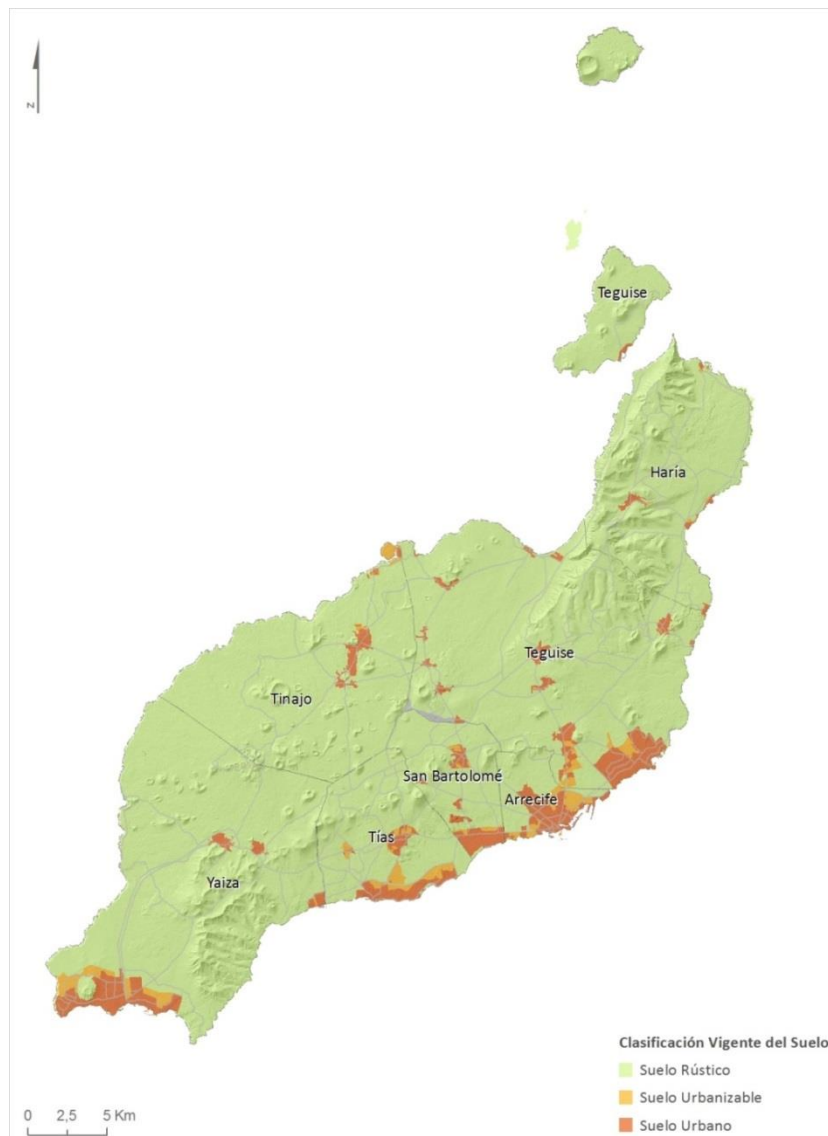 N
Teguise
Haría
Teguise
Tinajo
San Bartolomé
Arrecife
Tías
Yaiza
Clasificación Vigente del Suelo
Suelo Rústico
Suelo Urbanizable
Suelo Urbano
0 2,5 5 Km